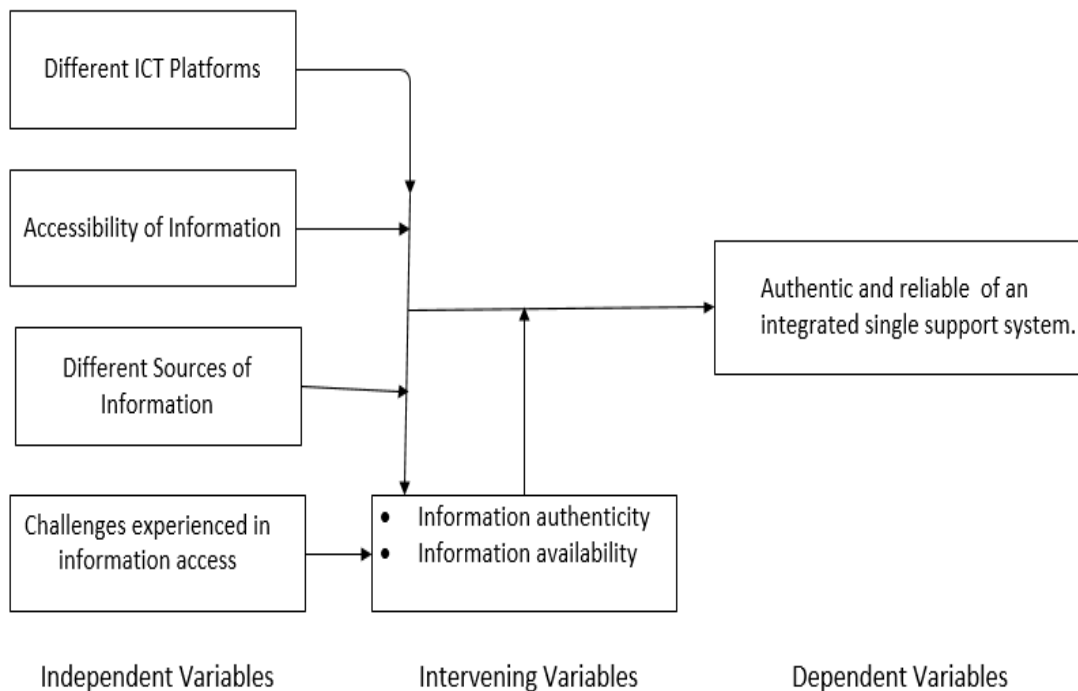 Different ICT Platforms
Accessibility of Information
Different Sources of
Information
Challenges experienced in
information access
• Information authenticity
• Information availability
Authentic and reliable of an
integrated single support system.
Independent Variables
Intervening Variables
Dependent Variables